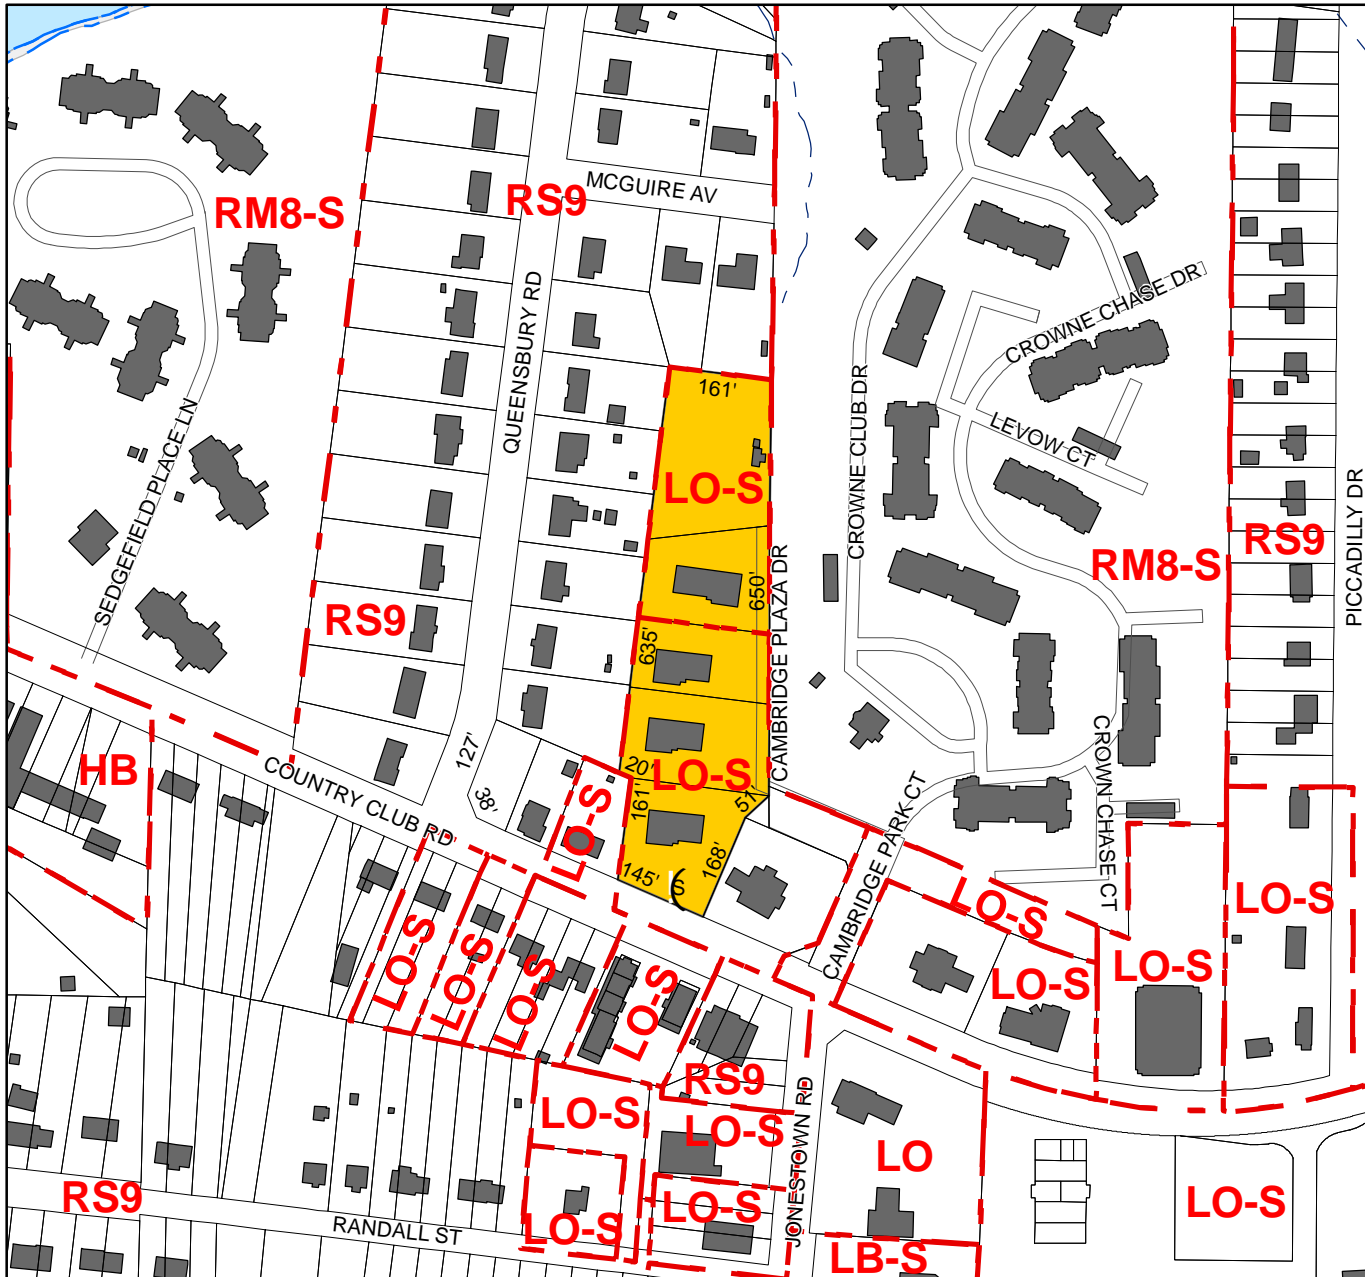 MCGUIRE AV
RS9
RM8-S
QUEENSBURY RD
CROWNE CHASE DR
161'
CROWNE CLUB DR
LEVOW CT
SEDGEFIELD PLACE LN
LO-S
PICCADILLY DR
RS9
RM8-S
CAMBRIDGE PLAZA DR
650'
RS9
635'
HB
COUNTRY CLUB RD
127'
38'
LO-S
20'
LO-S
161'
51'
145'
168'
S
CAMBRIDGE PARK CT
CROWN CHASE CT
LO-S
LO-S
LO-S
LO-S
LO-S
LO-S
LO-S
LO-S
LO-S
RS9
JONESTOWN RD
LO-S
LO-S
LO
RS9
LO-S
LO-S
LO-S
RANDALL ST
LB-S